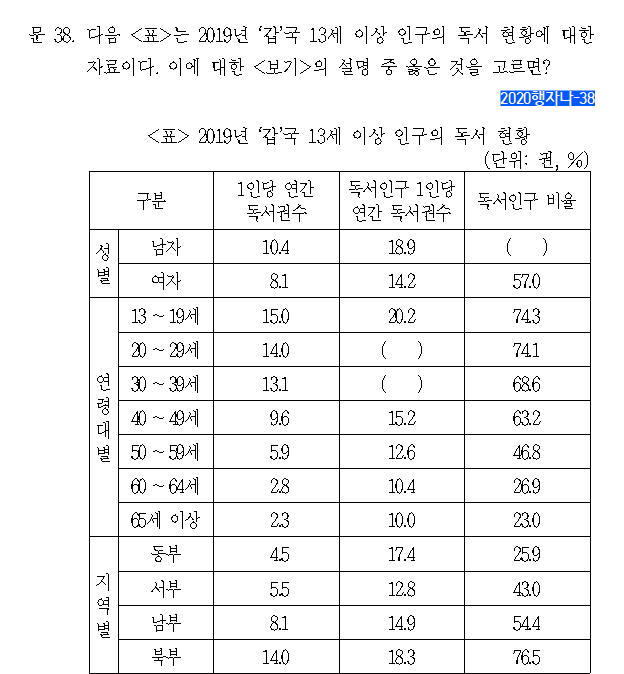 문 38. 다음 <표>는 2019년 ‘갑’국 13세 이상 인구의 독서 현황에 대한
자료이다. 이에 대한 <보기>의 설명 중 옳은 것을 고르면?
2020행자나-38
<표> 2019년 ‘갑’국 13세 이상 인구의 독서 현황
(단위: 권, %)
구분 1인당 연간 독서권수 독서인구 1인당 연간 독서권수 독서인구 비율
성별 남자 10.4 18.9 ( )
여자 8.1 14.2 57.0
연령대별 13 ~ 19세 15.0 20.2 74.3
20 ~ 29세 14.0 ( ) 74.1
30 ~ 39세 13.1 ( ) 68.6
40 ~ 49세 9.6 15.2 63.2
50 ~ 59세 5.9 12.6 46.8
60 ~ 64세 2.8 10.4 26.9
65세 이상 2.3 10.0 23.0
지역별 동부 4.5 17.4 25.9
서부 5.5 12.8 43.0
남부 8.1 14.9 54.4
북부 14.0 18.3 76.5